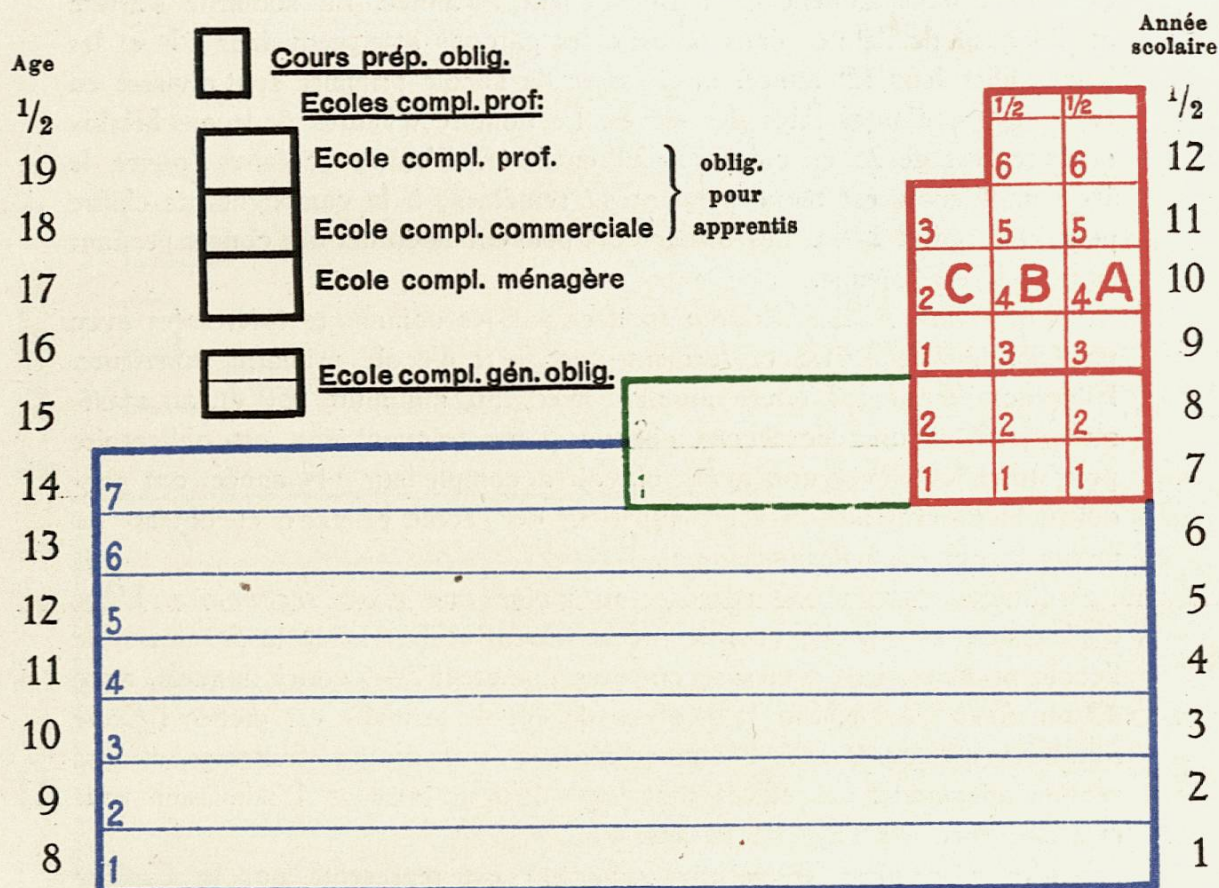 Année
scolaire
Age
Cours prép. oblig.
1/2 Ecoles compl. prof: 1/2 1/2 1/2
19 Ecole compl. prof. oblig. 6 6 12
pour
18 Ecole compl. commerciale apprentis 3 5 5 11
17 Ecole compl. ménagère 2 C 4 B 4 A 10
16 1 3 3 9
Ecole compl. gén. oblig.
15 2 2 2 8
14 7 1 1 1 1 7
13 6 6
12 5 5
11 4 4
10 3 3
9 2 2
8 1 1